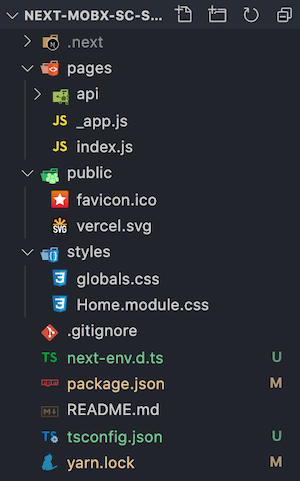 NEXT-MOBX-SC-S...
.next
pages
api
JS _app.js
JS index.js
public
favicon.ico
SVG vercel.svg
styles
globals.css
Home.module.css
.gitignore
TS next-env.d.ts U
package.json M
README.md
TS tsconfig.json U
yarn.lock M